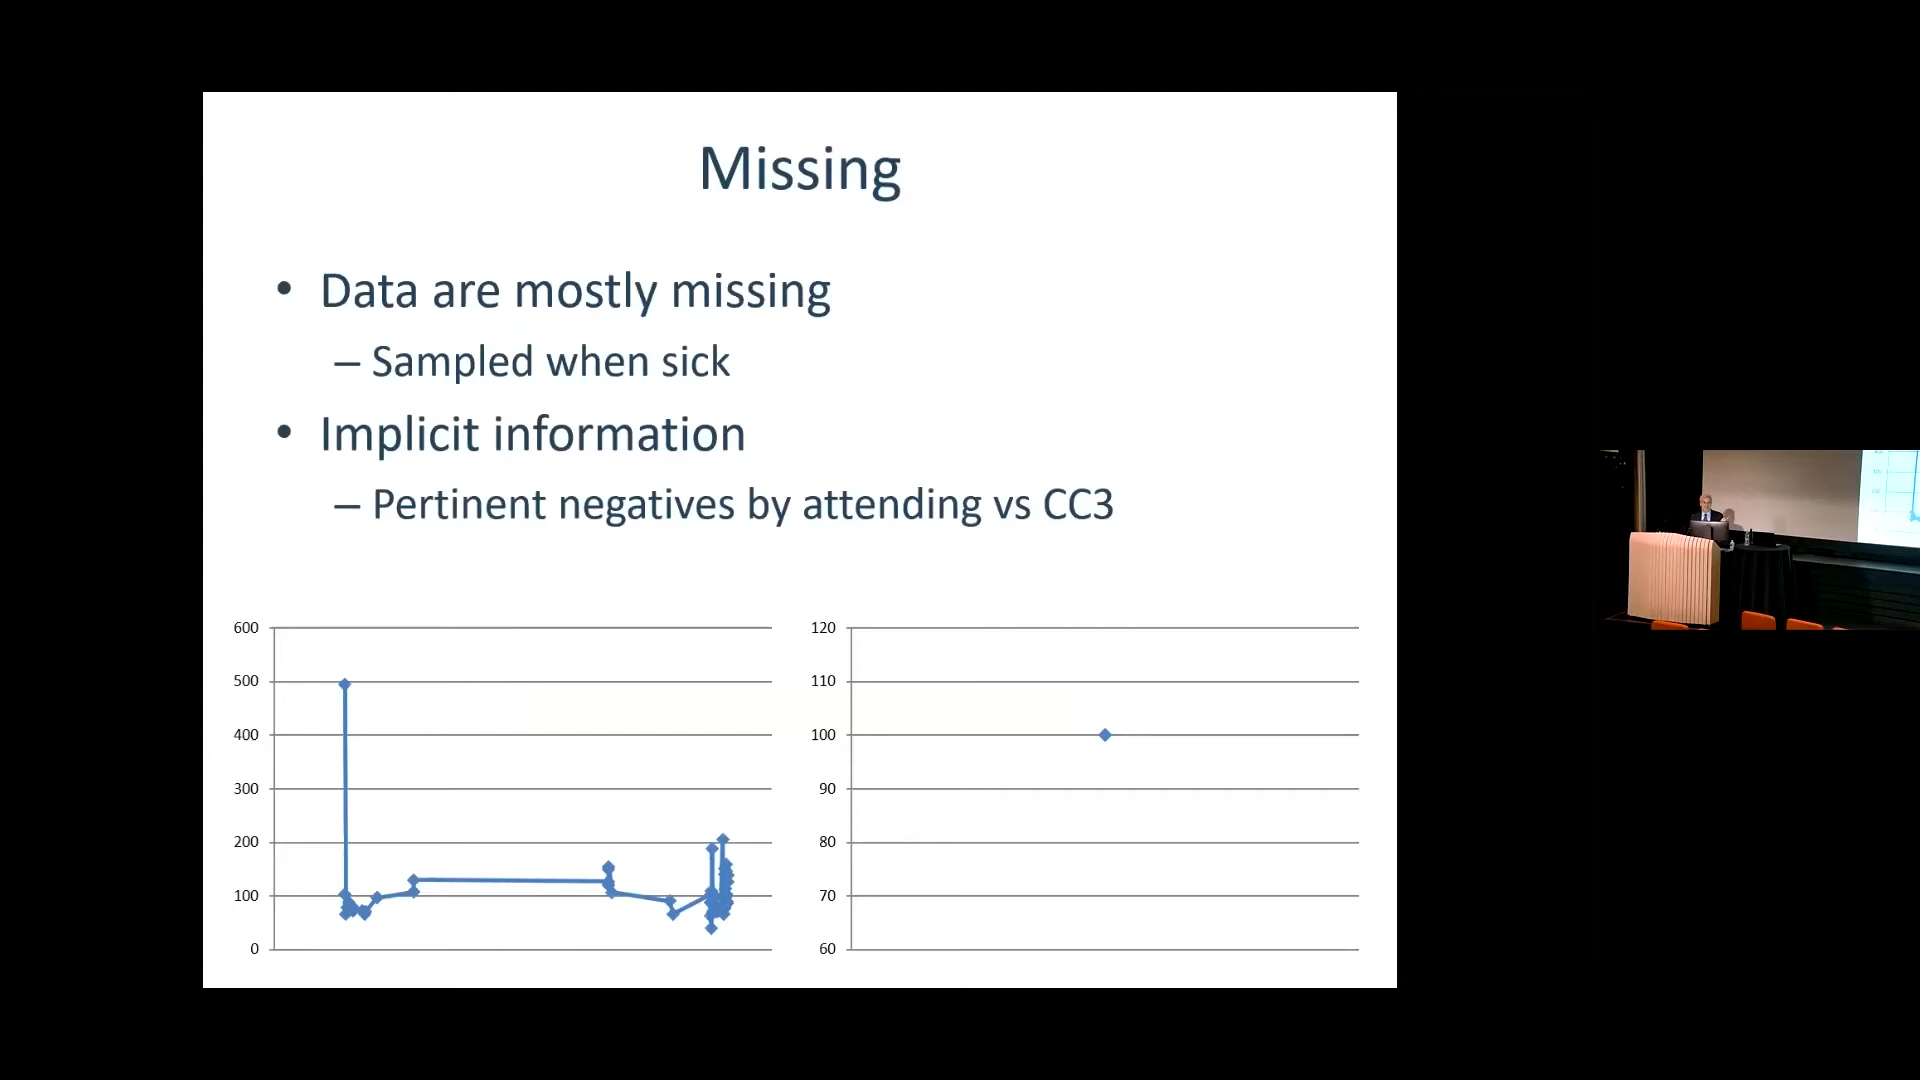 Missing
• Data are mostly missing
– Sampled when sick
• Implicit information
– Pertinent negatives by attending vs CC3
600
500
400
300
200
100
0
120
110
100
90
80
70
60